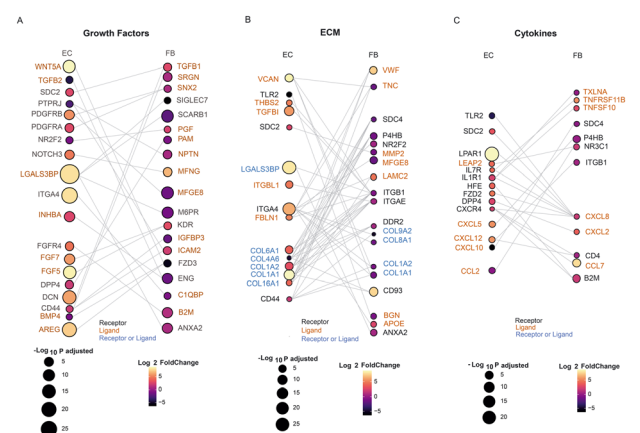 A
Growth Factors
EC
FB
WNT5A
TGFB2
SDC2
PTPRJ
PDGFRB
PDGFRA
NR2F2
NOTCH3
LGALS3BP
ITGA4
INHBA
FGFR4
FGF7
FGF5
DPP4
DCN
CD44
BMP4
AREG
TGFB1
SRGN
SNX2
SIGLEC7
SCARB1
PGF
PAM
NPTN
MFNG
MFGE8
M6PR
KDR
IGFBP3
ICAM2
FZD3
ENG
C1QBP
B2M
ANXA2
Receptor
Ligand
Receptor or Ligand
-Log 10 P adjusted
5
10
15
20
25
Log 2 FoldChange
5
0
−5
B
ECM
EC
FB
VCAN
TLR2
THBS2
TGFBI
SDC2
LGALS3BP
ITGBL1
ITGA4
FBLN1
COL6A1
COL4A6
COL1A2
COL1A1
COL16A1
CD44
VWF
TNC
SDC4
P4HB
NR2F2
MMP2
MFGE8
LAMC2
ITGB1
ITGAE
DDR2
COL9A2
COL8A1
COL1A2
COL1A1
CD93
BGN
APOE
ANXA2
Receptor
Ligand
Receptor or Ligand
-Log 10 P adjusted
5
10
15
20
25
Log 2 FoldChange
5
0
−5
C
Cytokines
EC
FB
TLR2
SDC2
LPAR1
LEAP2
IL7R
IL1R1
HFE
FZD2
DPP4
CXCR4
CXCL5
CXCL12
CXCL10
CCL2
TXLNA
TNFRSF11B
TNFSF10
SDC4
P4HB
NR3C1
ITGB1
CXCL8
CXCL2
CD4
CCL7
B2M
Receptor
Ligand
Receptor or Ligand
-Log 10 P adjusted
5
10
15
20
Log 2 FoldChange
5
0
−5